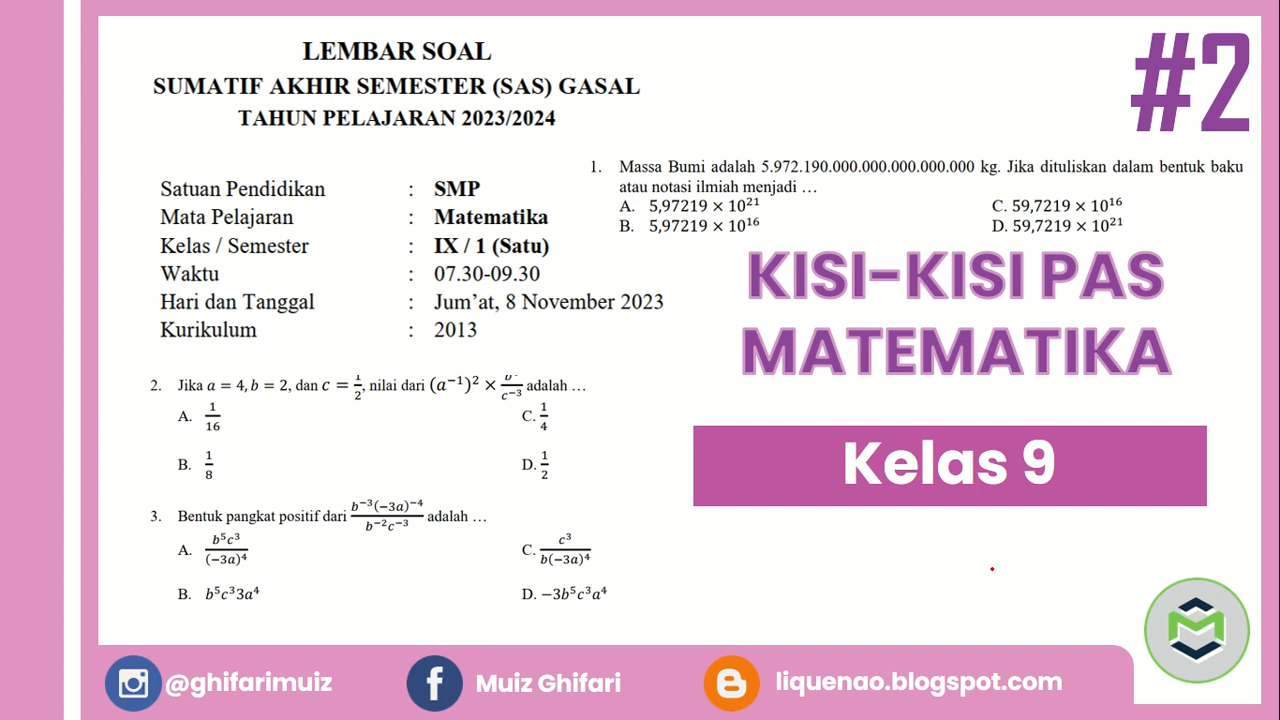 #2
LEMBAR SOAL
SUMATIF AKHIR SEMESTER (SAS) GASAL
TAHUN PELAJARAN 2023/2024
Satuan Pendidikan : SMP
Mata Pelajaran : Matematika
Kelas / Semester : IX / 1 (Satu)
Waktu : 07.30-09.30
Hari dan Tanggal : Jum’at, 8 November 2023
Kurikulum : 2013
1. Massa Bumi adalah 5.972.190.000.000.000.000.000 kg. Jika dituliskan dalam bentuk baku
atau notasi ilmiah menjadi …
A. 5,97219 × 10²¹ C. 59,7219 × 10¹⁶
B. 5,97219 × 10¹⁶ D. 59,7219 × 10²¹
KISI-KISI PAS
MATEMATIKA
Kelas 9
2. Jika a = 4, b = 2, dan c = 1/2, nilai dari (a⁻¹)² × /c⁻³ adalah …
A. 1/16 C. 1/4
B. 1/8 D. 1/2
3. Bentuk pangkat positif dari b⁻³(−3a)⁻⁴/b⁻²c⁻³ adalah …
A. b⁵c³/(−3a)⁴ C. c³/b(−3a)⁴
B. b⁵c³3a⁴ D. −3b⁵c³a⁴
@ghifarimuiz
Muiz Ghifari
liquenao.blogspot.com